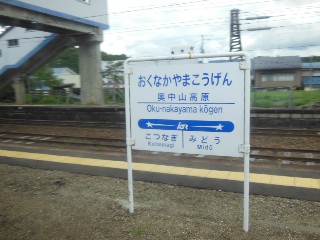 おくなかやまこうげん
奥中山高原
Oku-nakayama kōgen
IGR
こつなぎ みどう
Kotsunagi Midō